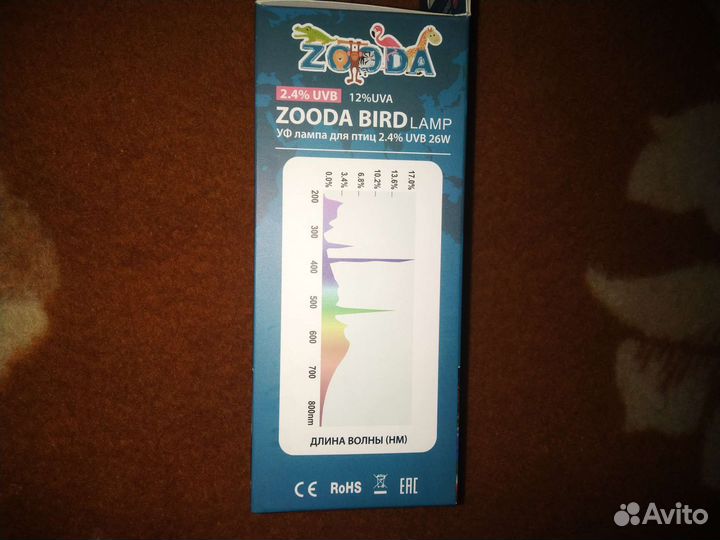 ZOODA
2.4% UVB 12%UVA
ZOODA BIRD LAMP
УФ лампа для птиц 2.4% UVB 26W
0.0%
3.4%
6.8%
10.2%
13.6%
17.0%
200
300
400
500
600
700
800nm
ДЛИНА ВОЛНЫ (НМ)
CE RoHS EAC
Avito